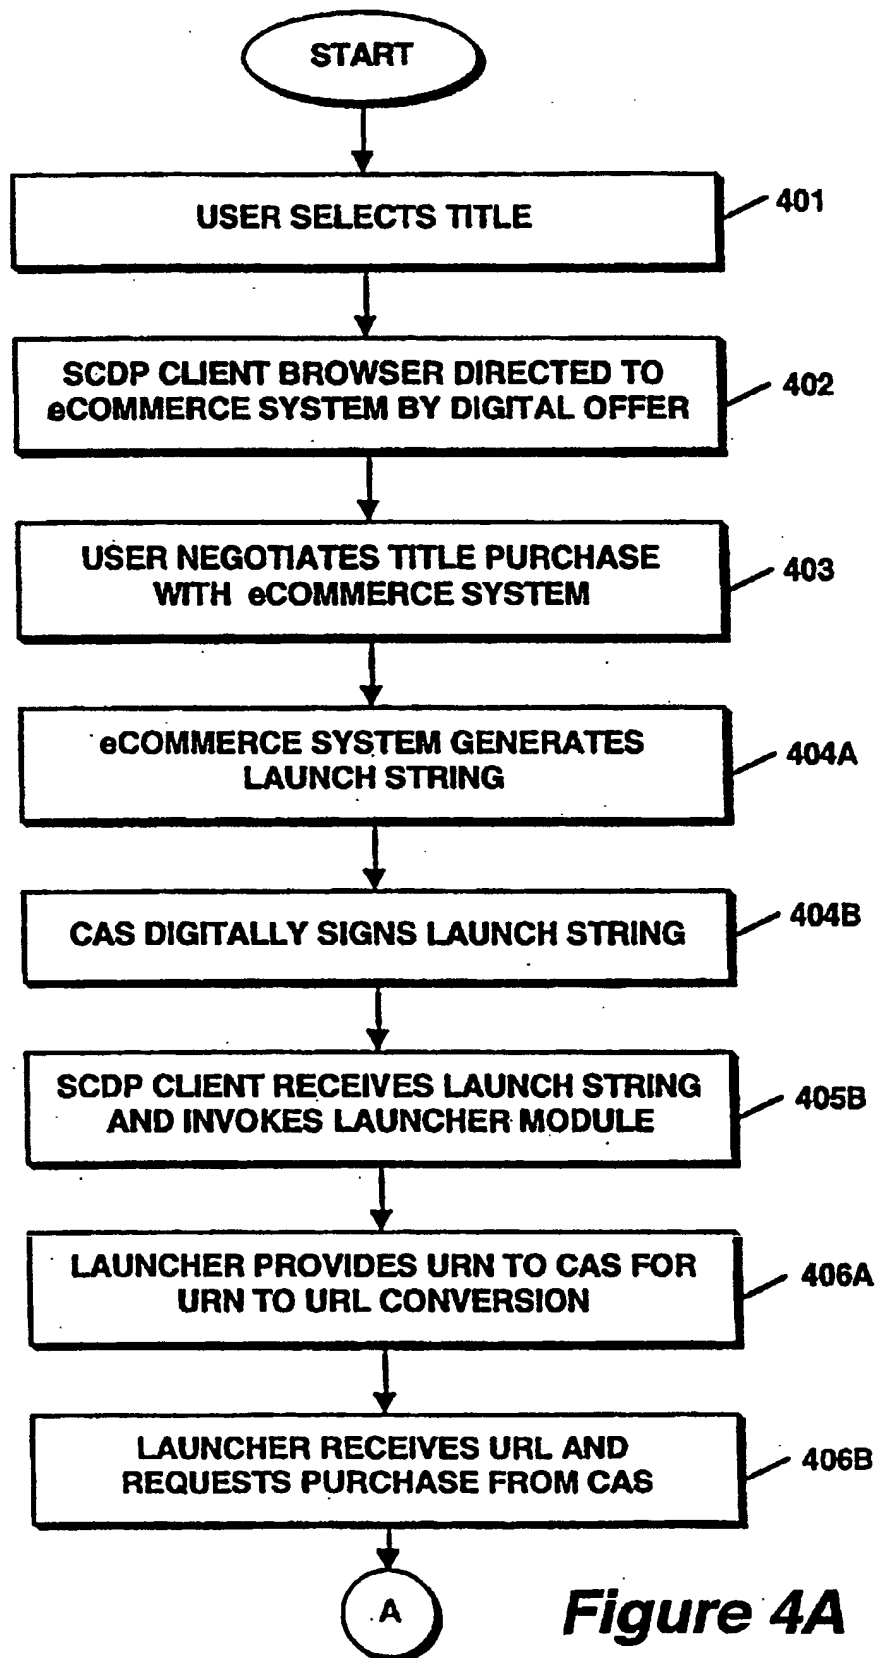 START
USER SELECTS TITLE
401
SCDP CLIENT BROWSER DIRECTED TO
eCOMMERCE SYSTEM BY DIGITAL OFFER
402
USER NEGOTIATES TITLE PURCHASE
WITH eCOMMERCE SYSTEM
403
eCOMMERCE SYSTEM GENERATES
LAUNCH STRING
404A
CAS DIGITALLY SIGNS LAUNCH STRING
404B
SCDP CLIENT RECEIVES LAUNCH STRING
AND INVOKES LAUNCHER MODULE
405B
LAUNCHER PROVIDES URN TO CAS FOR
URN TO URL CONVERSION
406A
LAUNCHER RECEIVES URL AND
REQUESTS PURCHASE FROM CAS
406B
A
Figure 4A